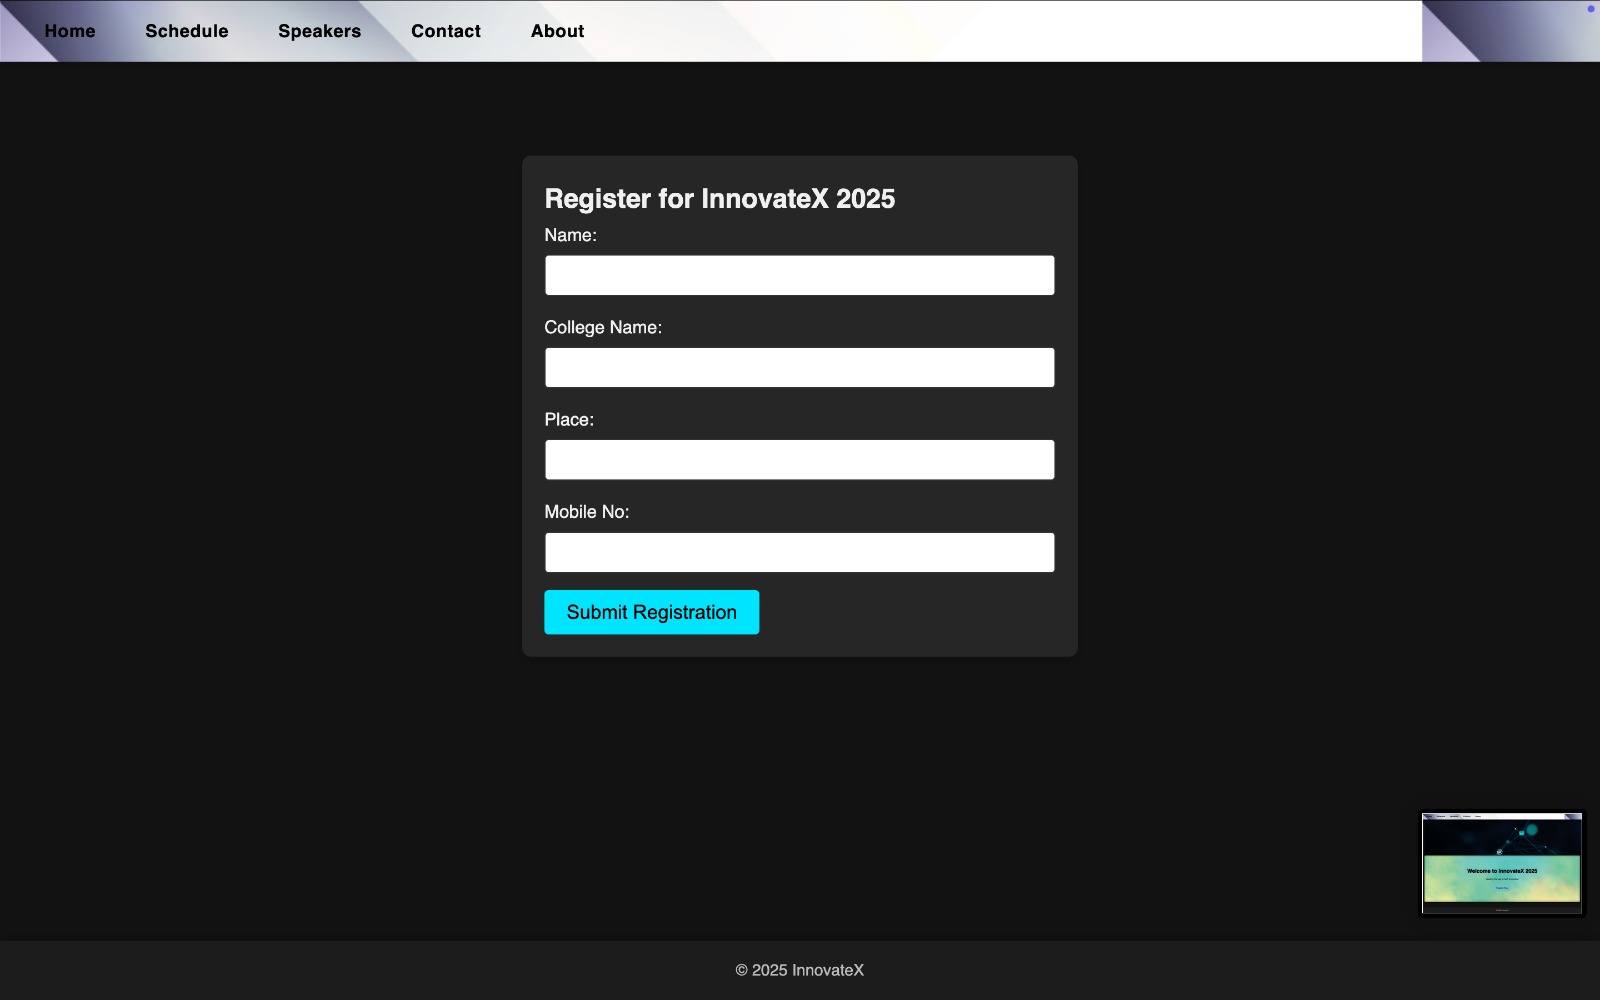 Home Schedule Speakers Contact About
Register for InnovateX 2025
Name:
College Name:
Place:
Mobile No:
Submit Registration
Welcome to InnovateX 2025
© 2025 InnovateX